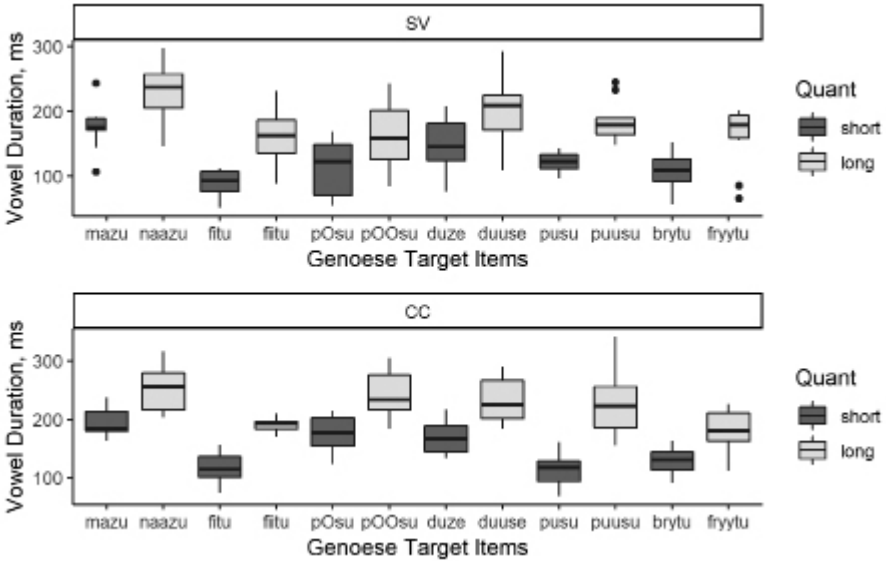 SV
Vowel Duration, ms
300
200
100
mazu naazu fitu fiitu pOsu pOOsu duze duuse pusu puusu brytu fryytu
Genoese Target Items
Quant
short
long
CC
Vowel Duration, ms
300
200
100
mazu naazu fitu fiitu pOsu pOOsu duze duuse pusu puusu brytu fryytu
Genoese Target Items
Quant
short
long